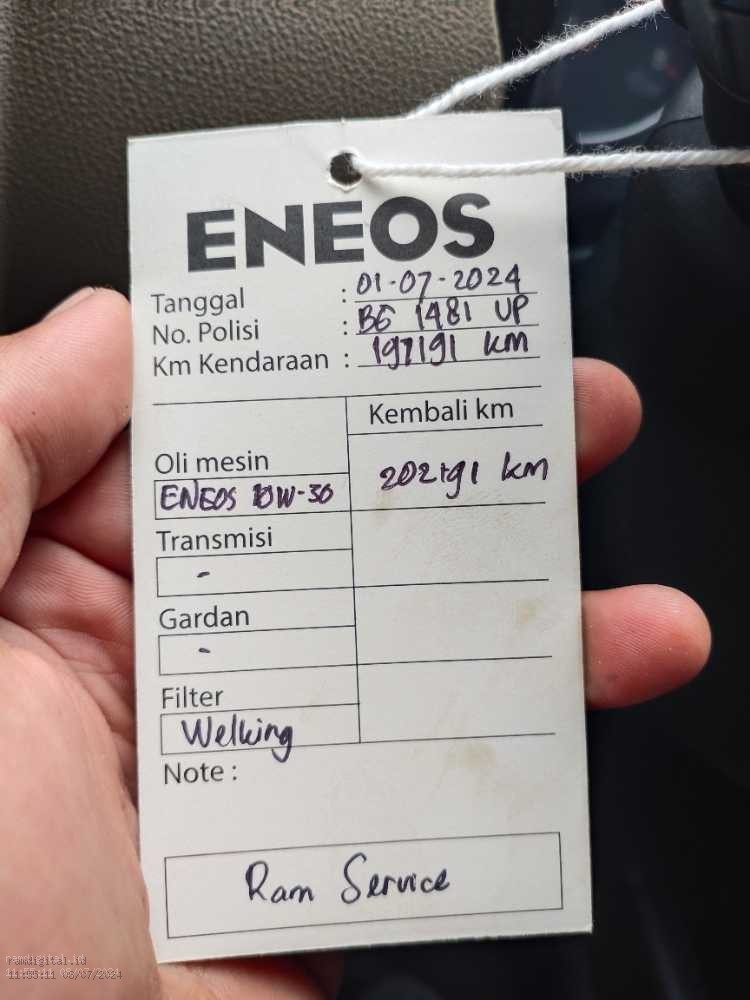 ENEOS
Tanggal : 01-07-2024
No. Polisi : BG 1481 UP
Km Kendaraan : 197191 km
Kembali km
Oli mesin
ENEOS 10W-30 202191 km
Transmisi
-
Gardan
-
Filter
Welking
Note :
Ram Service
ramdigital.id
11:55:11 08/07/2024